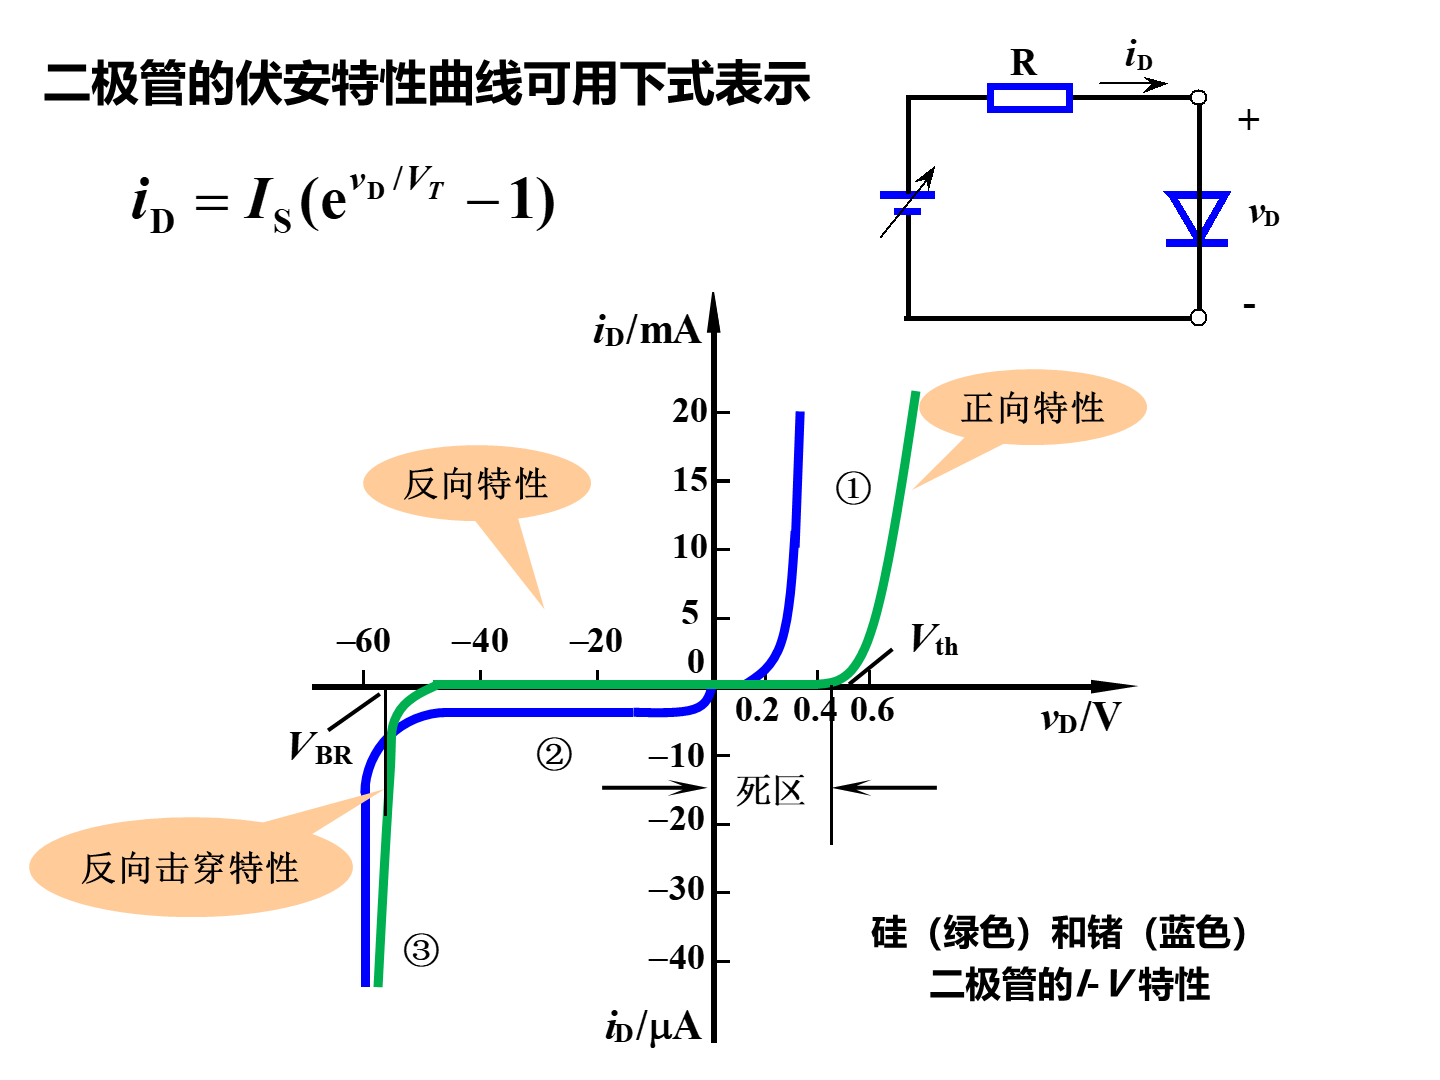 二极管的伏安特性曲线可用下式表示
iD = IS(e^vD/VT − 1)
R
iD
+
vD
-
iD/mA
20
15
10
5
0
正向特性
①
反向特性
–60
–40
–20
Vth
0.2
0.4
0.6
vD/V
VBR
②
–10
死区
–20
反向击穿特性
–30
③
–40
iD/μA
硅（绿色）和锗（蓝色）
二极管的I-V特性